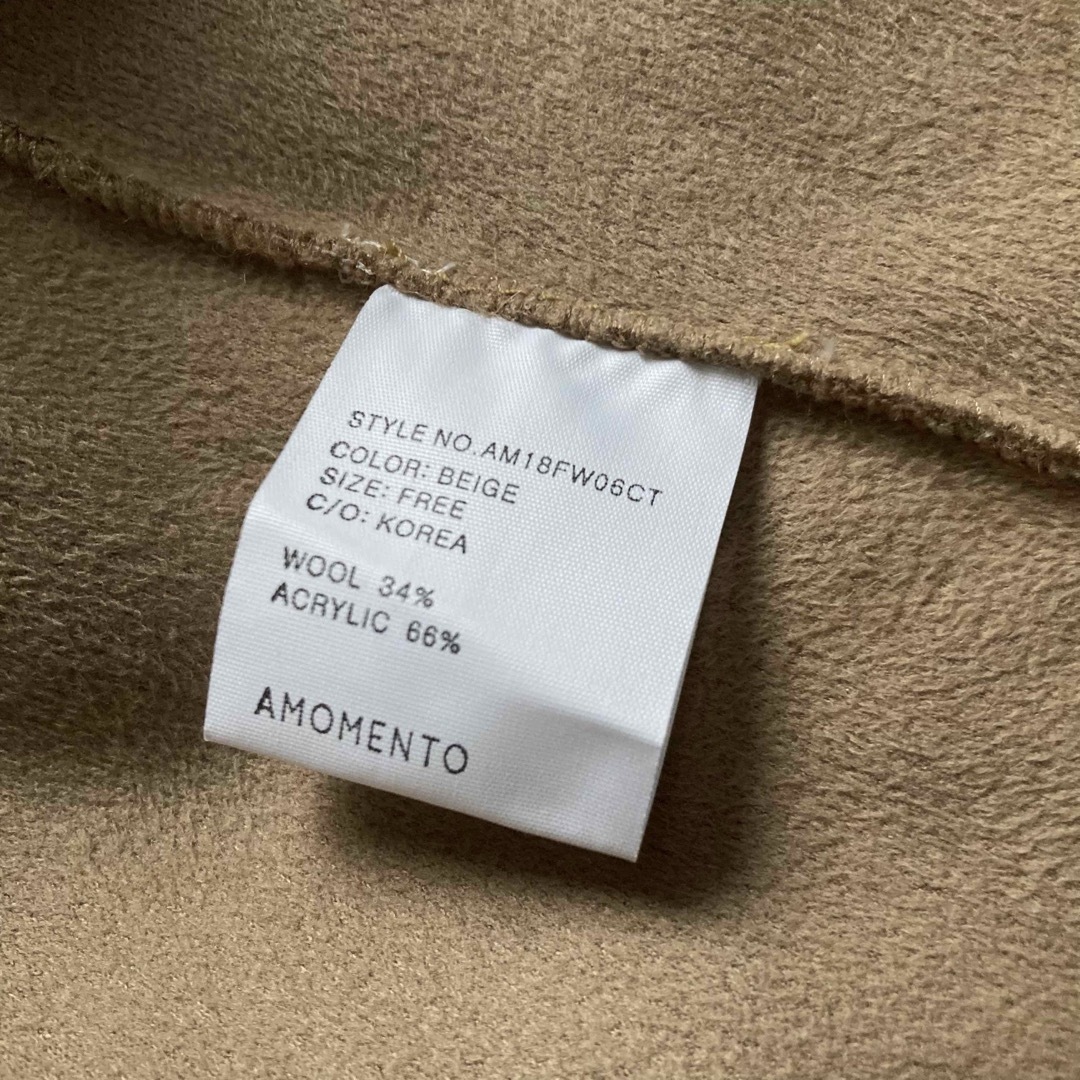 STYLE NO.AM18FW06CT
COLOR: BEIGE
SIZE: FREE
C/O: KOREA
WOOL 34%
ACRYLIC 66%
AMOMENTO